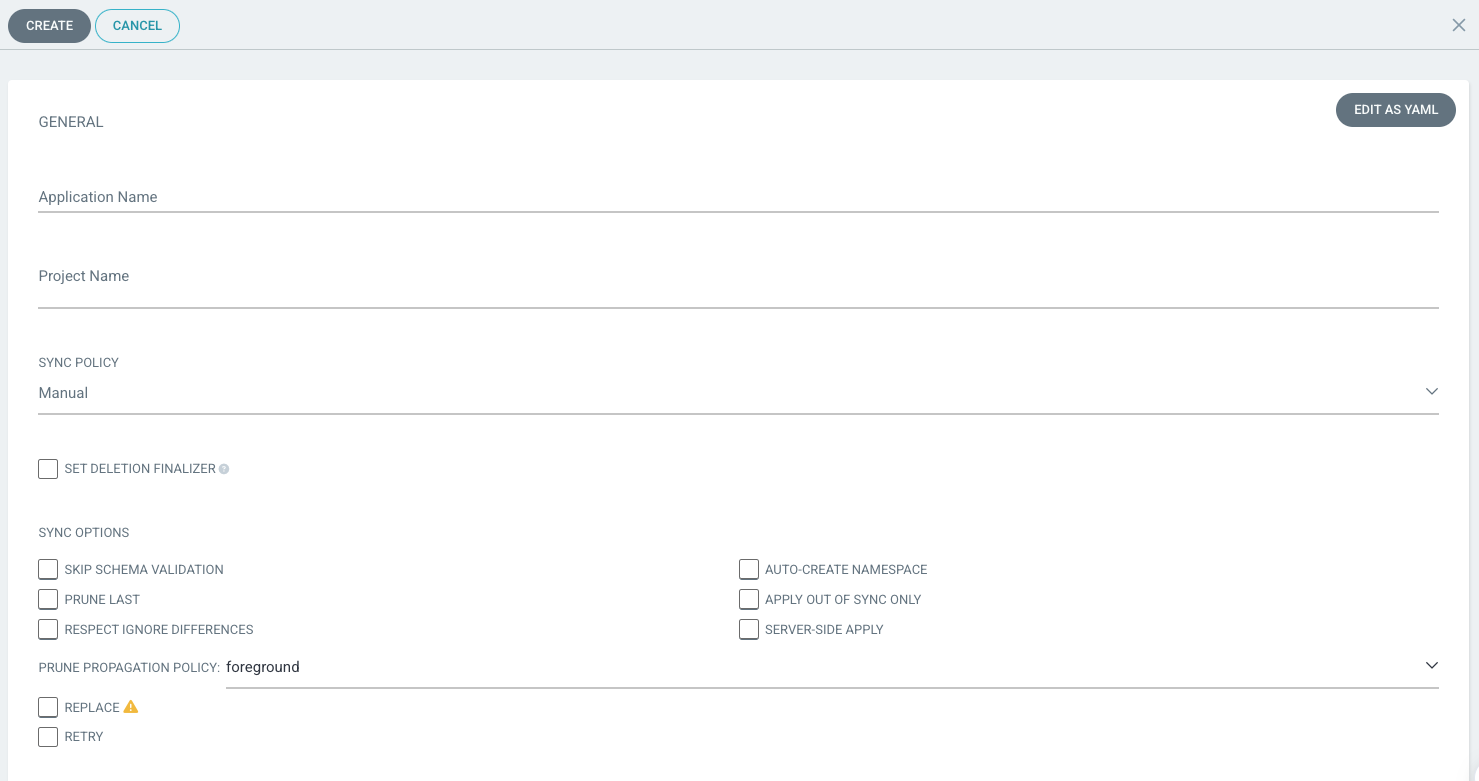 CREATE CANCEL
EDIT AS YAML
GENERAL
Application Name
Project Name
SYNC POLICY
Manual
SET DELETION FINALIZER ?
SYNC OPTIONS
SKIP SCHEMA VALIDATION AUTO-CREATE NAMESPACE
PRUNE LAST APPLY OUT OF SYNC ONLY
RESPECT IGNORE DIFFERENCES SERVER-SIDE APPLY
PRUNE PROPAGATION POLICY: foreground
REPLACE
RETRY